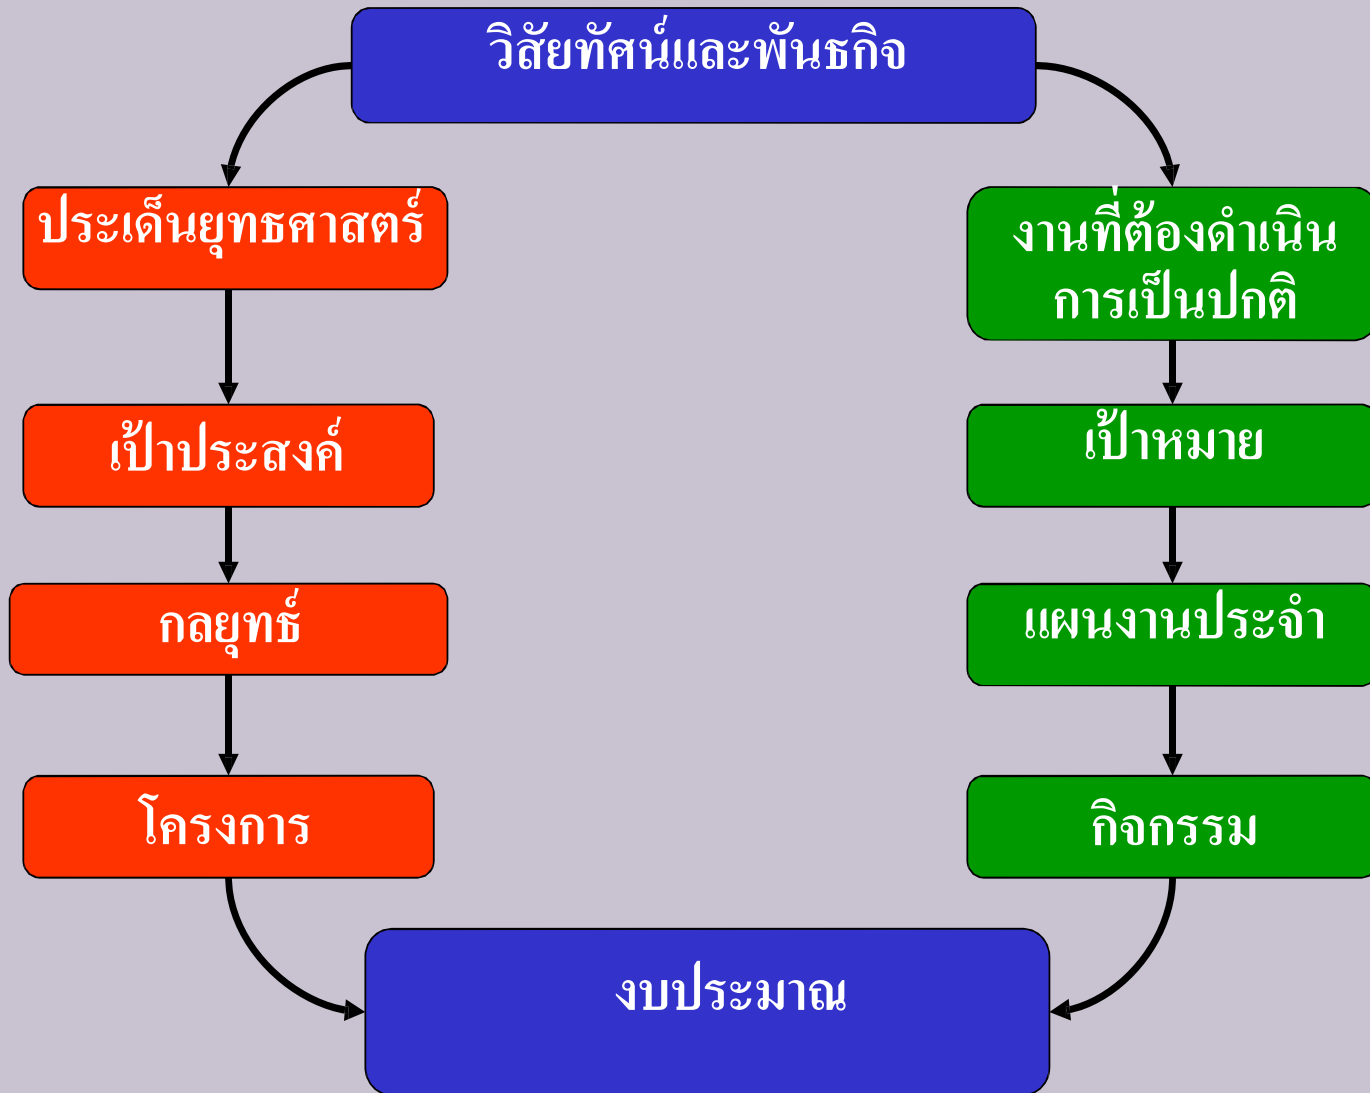 วิสัยทัศน์และพันธกิจ
ประเด็นยุทธศาสตร์
งานที่ต้องดำเนิน
การเป็นปกติ
เป้าประสงค์
เป้าหมาย
กลยุทธ์
แผนงานประจำ
โครงการ
กิจกรรม
งบประมาณ